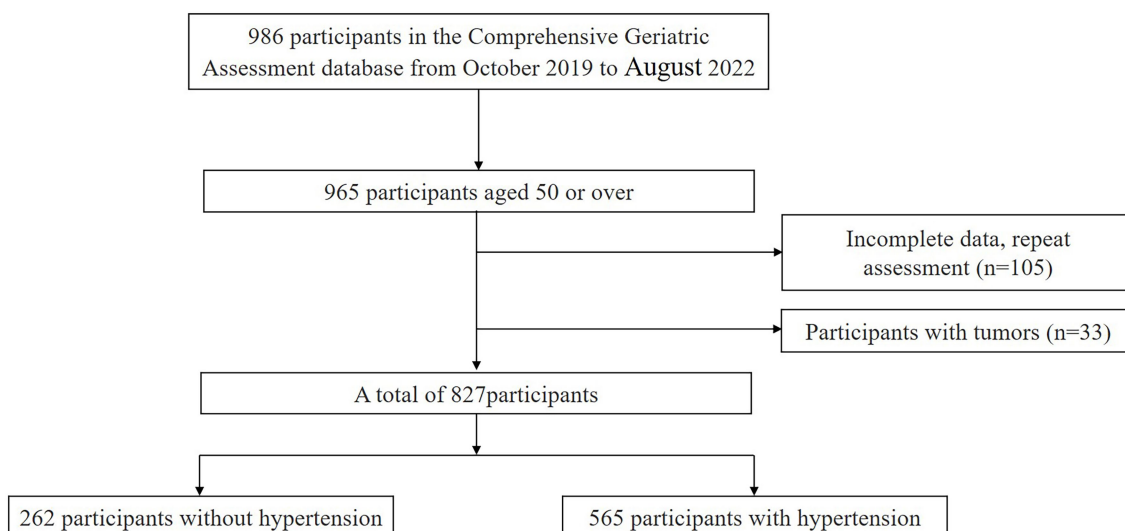 986 participants in the Comprehensive Geriatric
Assessment database from October 2019 to August 2022
965 participants aged 50 or over
Incomplete data, repeat
assessment (n=105)
Participants with tumors (n=33)
A total of 827participants
262 participants without hypertension
565 participants with hypertension